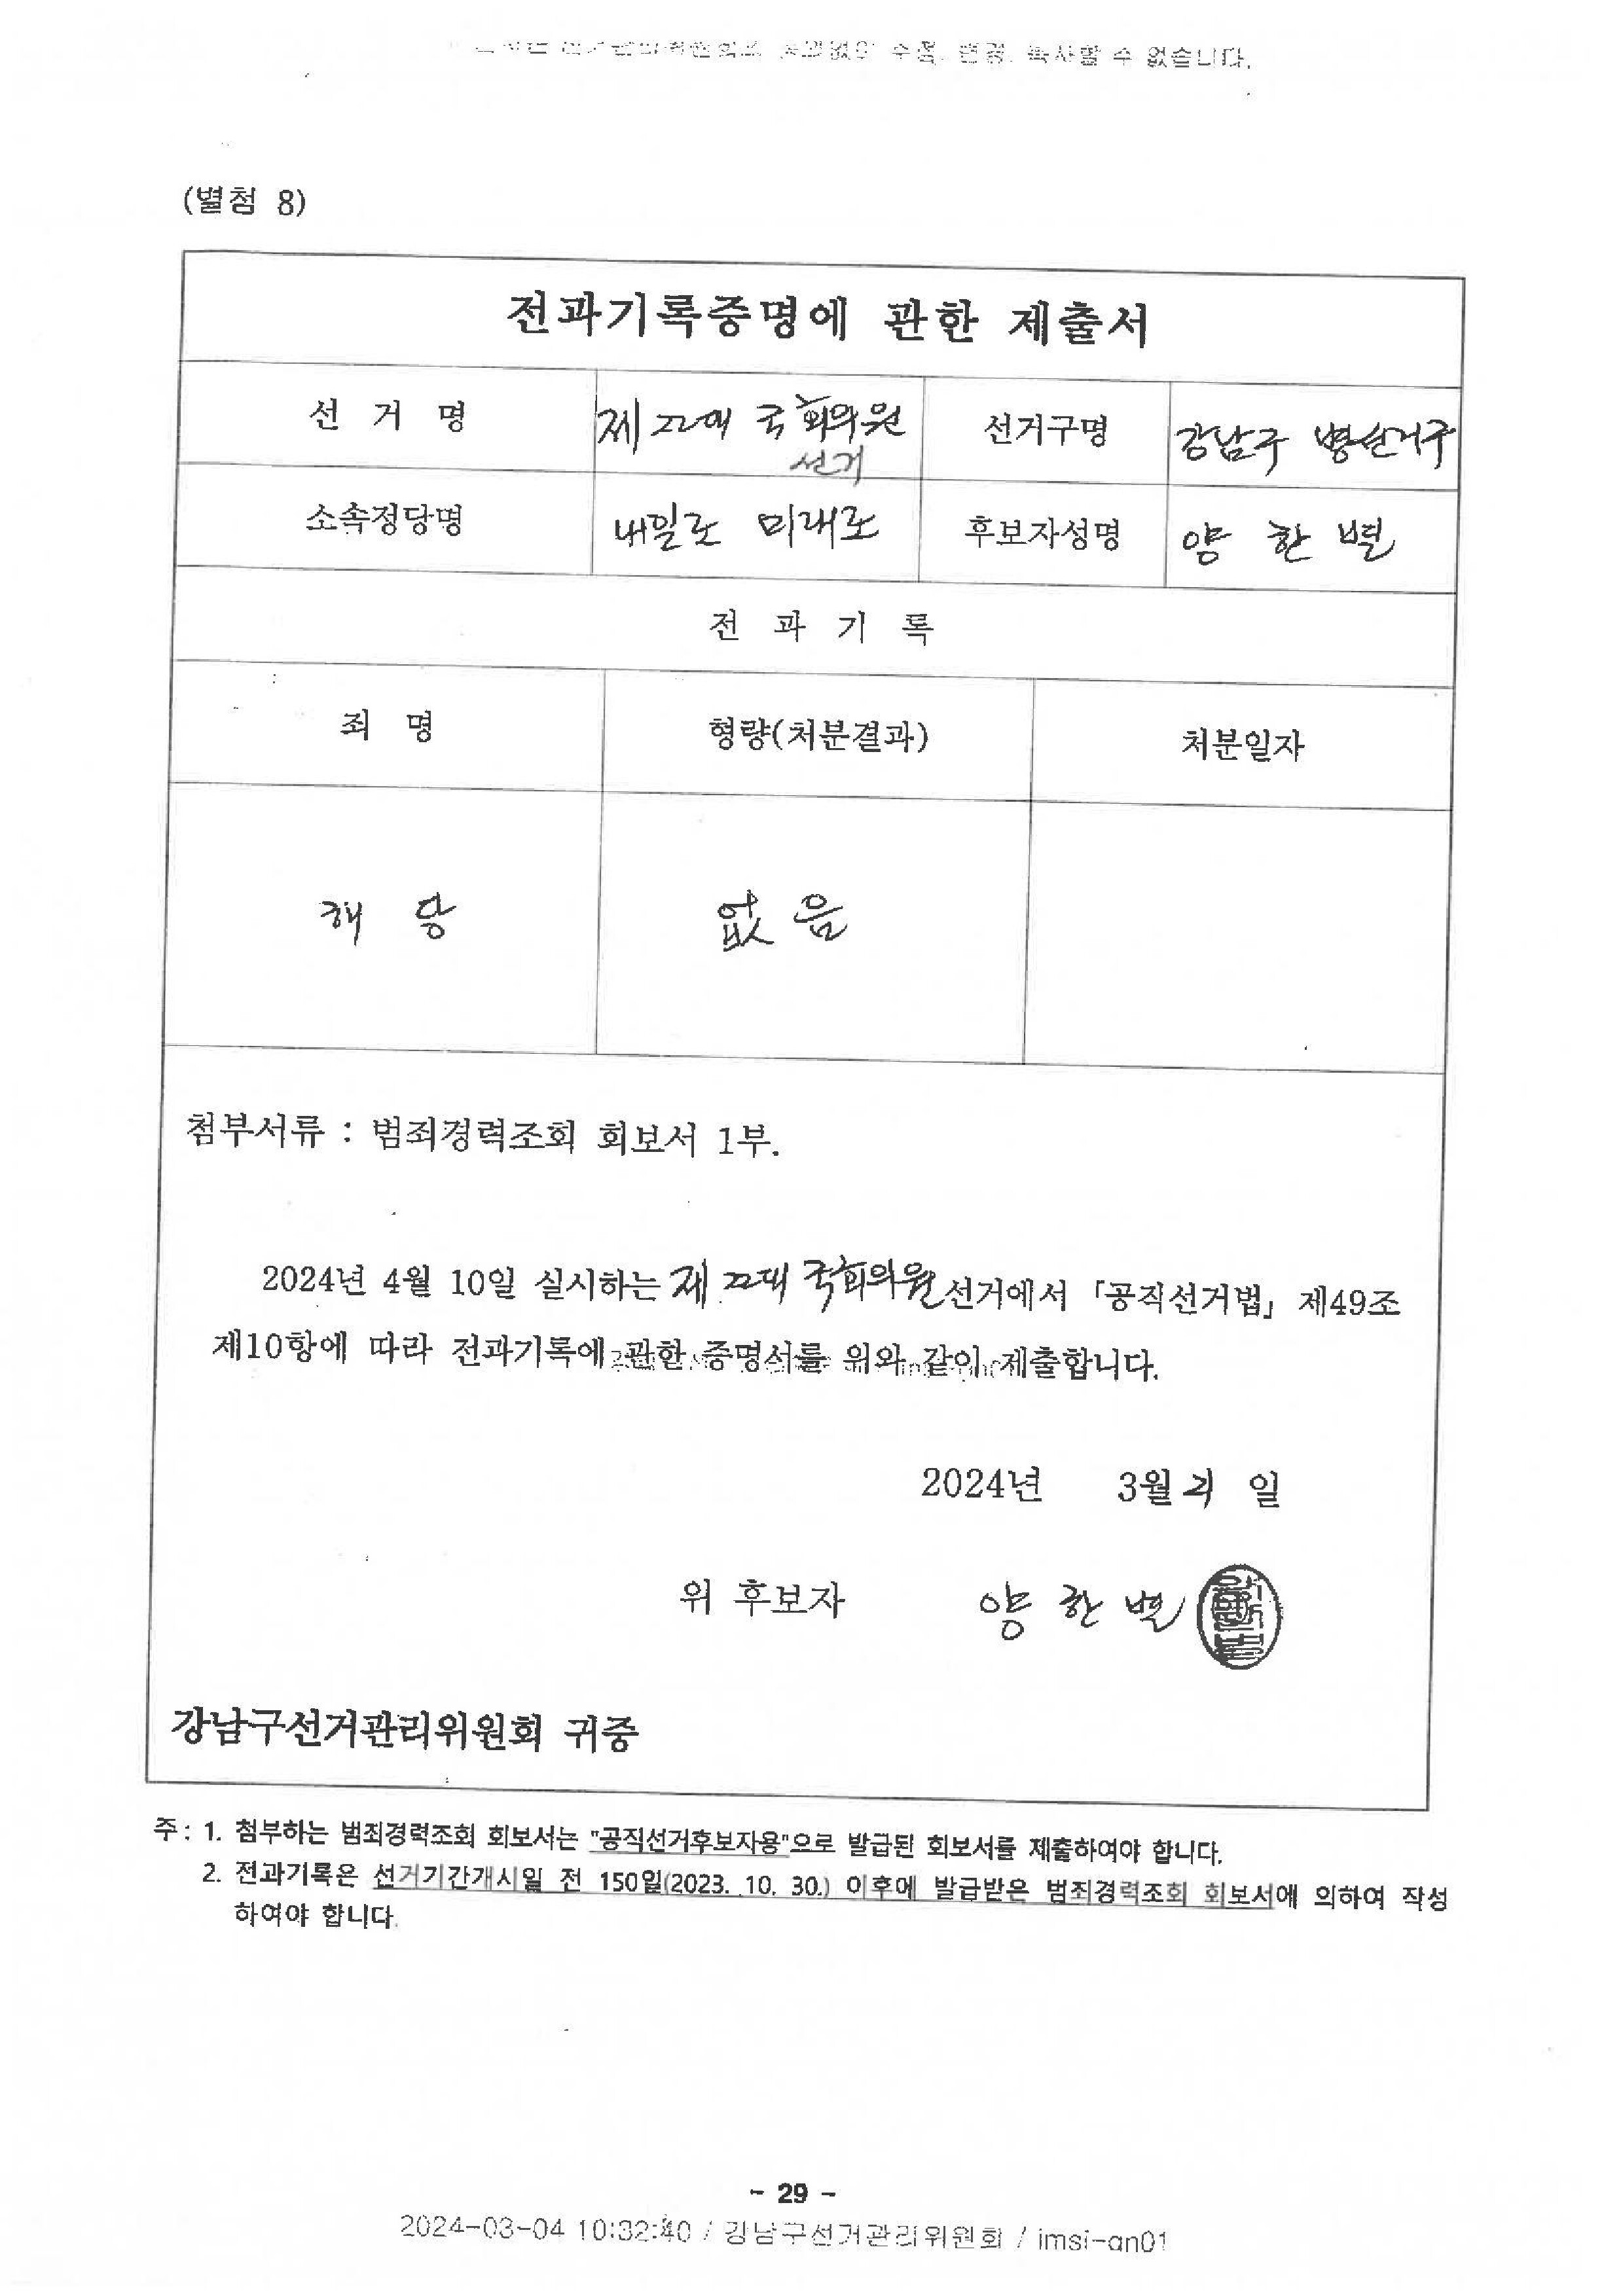 수정, 변경, 복사할 수 없습니다.
(별첨 8)
전과기록증명에 관한 제출서
선 거 명 제22대 국회의원 선거 선거구명 강남구 병선거구
소속정당명 내일로 미래로 후보자성명 양 한 별
전 과 기 록
죄 명 형량(처분결과) 처분일자
해 당 없 음
첨부서류 : 범죄경력조회 회보서 1부.
2024년 4월 10일 실시하는 제22대 국회의원선거에서 「공직선거법」 제49조
제10항에 따라 전과기록에 관한 증명서를 위와 같이 제출합니다.
2024년 3월 일
위 후보자 양 한 별
강남구선거관리위원회 귀중
주 : 1. 첨부하는 범죄경력조회 회보서는 "공직선거후보자용"으로 발급된 회보서를 제출하여야 합니다.
2. 전과기록은 선거기간개시일 전 150일(2023. 10. 30.) 이후에 발급받은 범죄경력조회 회보서에 의하여 작성
하여야 합니다.
- 29 -
2024-03-04 10:32:40 / 강남구선거관리위원회 / imsi-an01